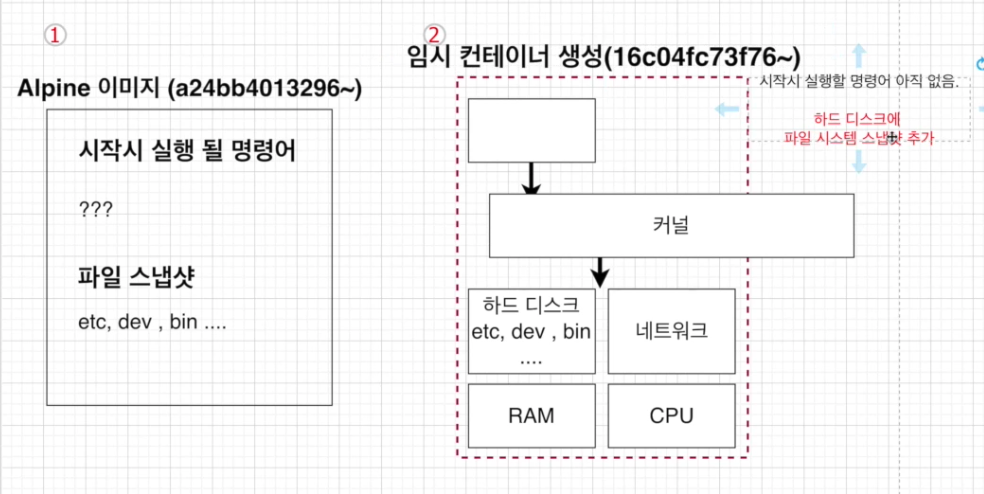 ①
Alpine 이미지 (a24bb4013296~)
시작시 실행 될 명령어
???
파일 스냅샷
etc, dev , bin ....
②
임시 컨테이너 생성(16c04fc73f76~)
시작시 실행할 명령어 아직 없음.
하드 디스크에
파일 시스템 스냅샷 추가
커널
하드 디스크
etc, dev , bin
....
네트워크
RAM
CPU